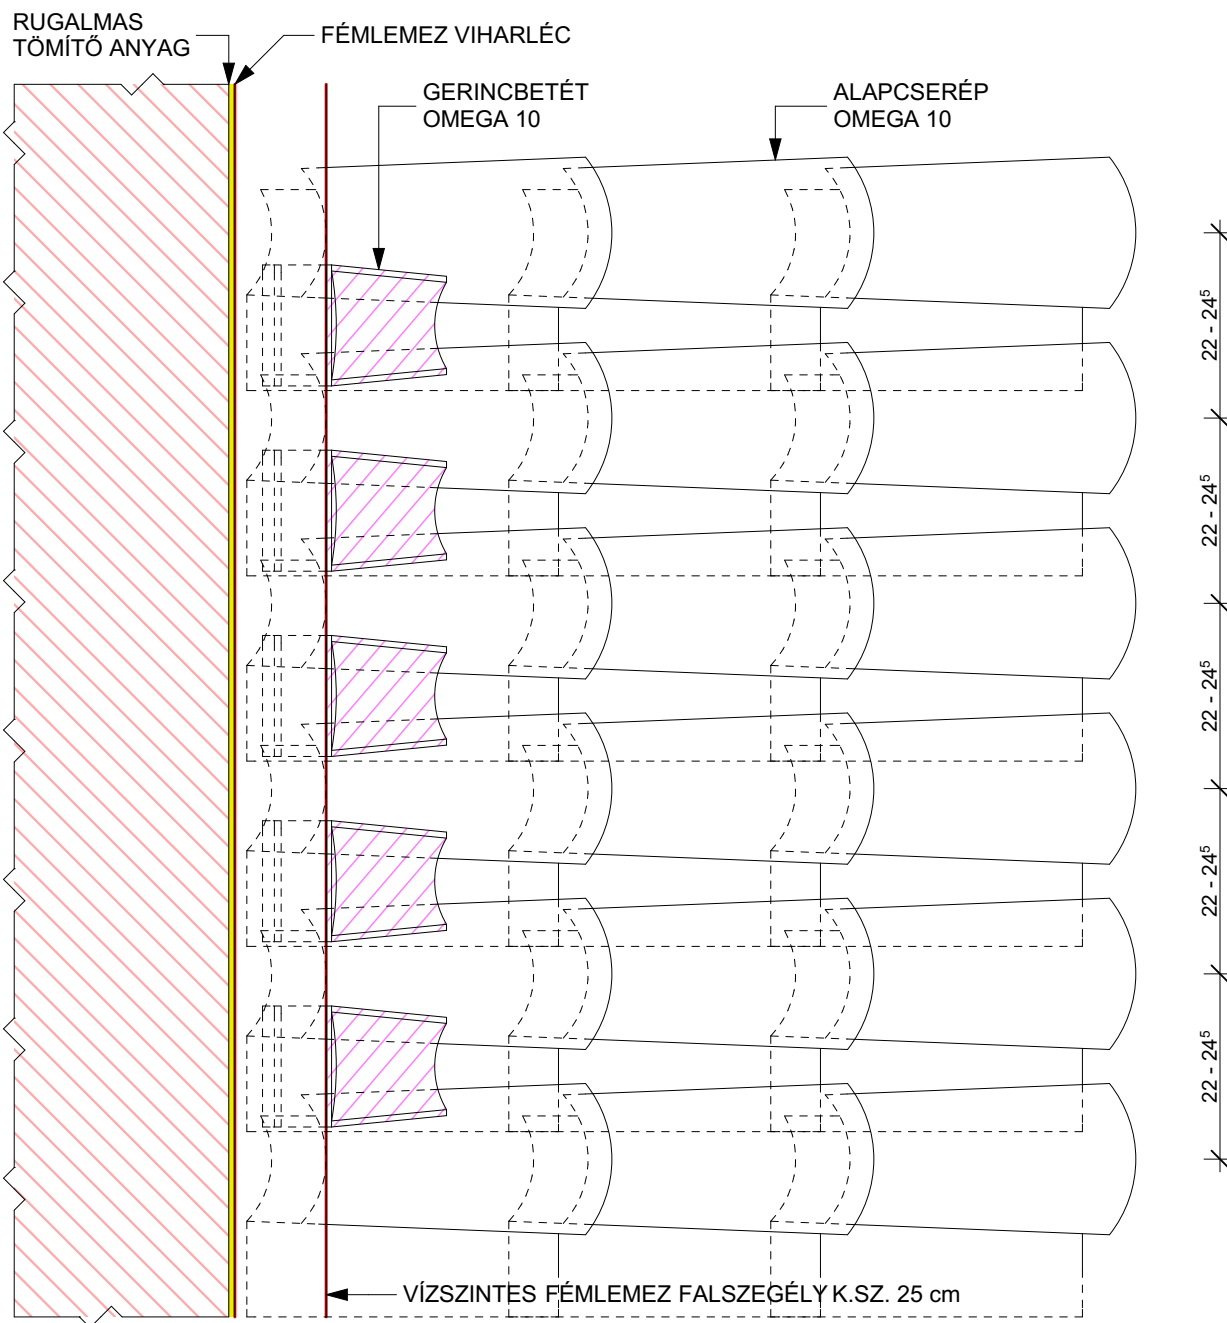 RUGALMAS
TÖMÍTŐ ANYAG
FÉMLEMEZ VIHARLÉC
GERINCBETÉT
OMEGA 10
ALAPCSERÉP
OMEGA 10
22 - 24⁵
22 - 24⁵
22 - 24⁵
22 - 24⁵
22 - 24⁵
VÍZSZINTES FÉMLEMEZ FALSZEGÉLY K.SZ. 25 cm